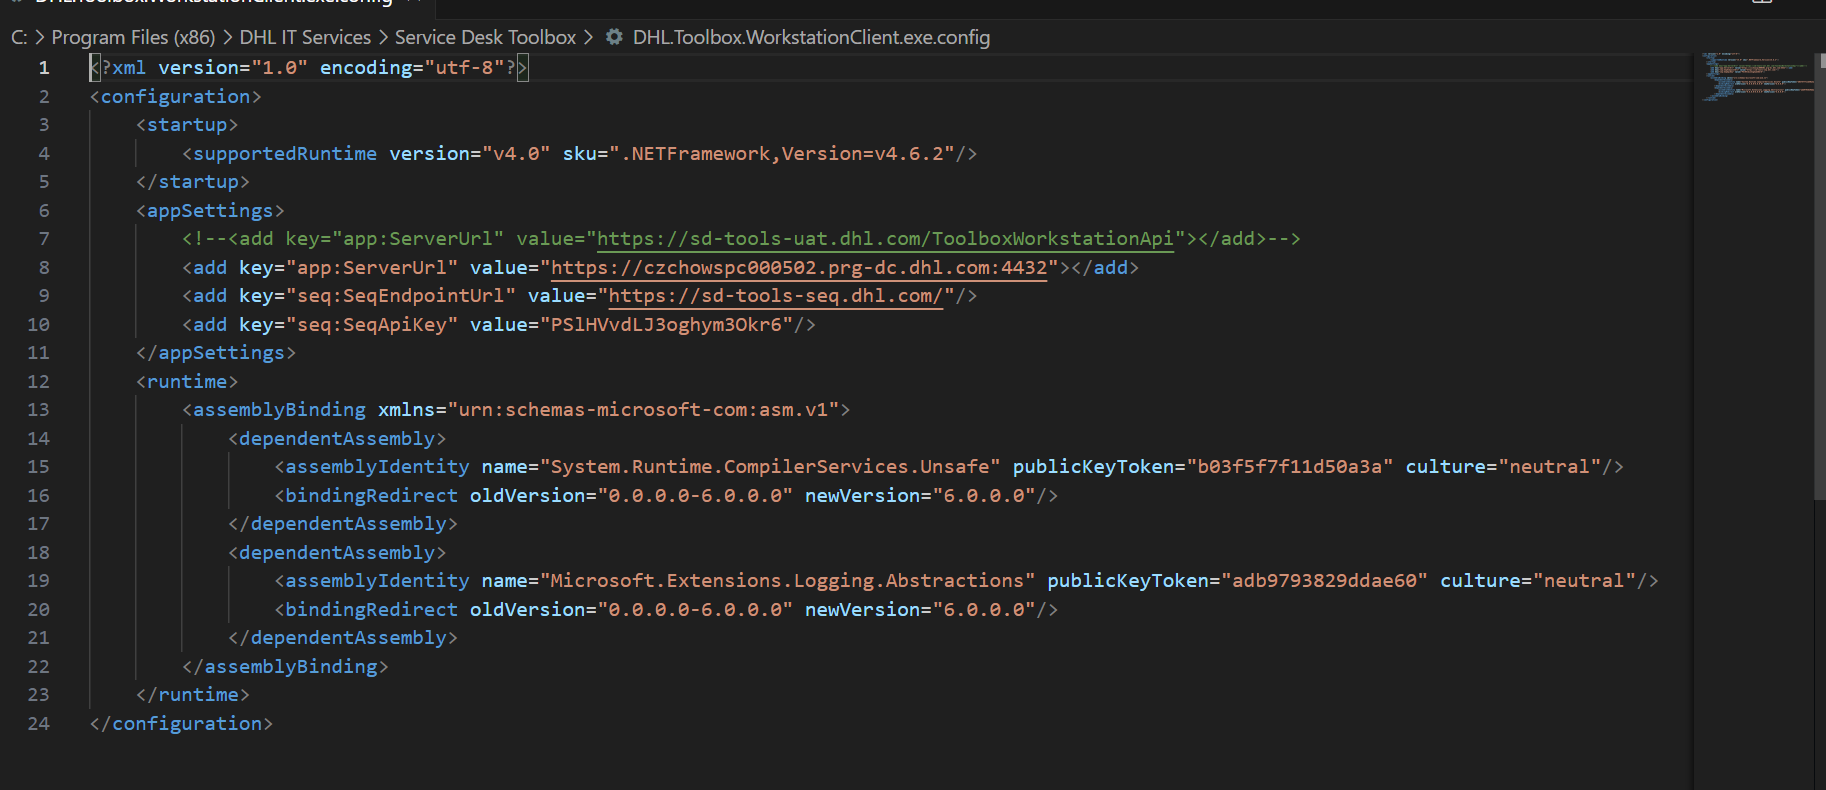 DHL.Toolbox.WorkstationClient.exe.config
C: > Program Files (x86) > DHL IT Services > Service Desk Toolbox > DHL.Toolbox.WorkstationClient.exe.config
1 <?xml version="1.0" encoding="utf-8"?>
2 <configuration>
3 <startup>
4 <supportedRuntime version="v4.0" sku=".NETFramework,Version=v4.6.2"/>
5 </startup>
6 <appSettings>
7 <!--<add key="app:ServerUrl" value="https://sd-tools-uat.dhl.com/ToolboxWorkstationApi"></add>-->
8 <add key="app:ServerUrl" value="https://czchowspc000502.prg-dc.dhl.com:4432"></add>
9 <add key="seq:SeqEndpointUrl" value="https://sd-tools-seq.dhl.com/"/>
10 <add key="seq:SeqApiKey" value="PSlHVvdLJ3oghym3Okr6"/>
11 </appSettings>
12 <runtime>
13 <assemblyBinding xmlns="urn:schemas-microsoft-com:asm.v1">
14 <dependentAssembly>
15 <assemblyIdentity name="System.Runtime.CompilerServices.Unsafe" publicKeyToken="b03f5f7f11d50a3a" culture="neutral"/>
16 <bindingRedirect oldVersion="0.0.0.0-6.0.0.0" newVersion="6.0.0.0"/>
17 </dependentAssembly>
18 <dependentAssembly>
19 <assemblyIdentity name="Microsoft.Extensions.Logging.Abstractions" publicKeyToken="adb9793829ddae60" culture="neutral"/>
20 <bindingRedirect oldVersion="0.0.0.0-6.0.0.0" newVersion="6.0.0.0"/>
21 </dependentAssembly>
22 </assemblyBinding>
23 </runtime>
24 </configuration>